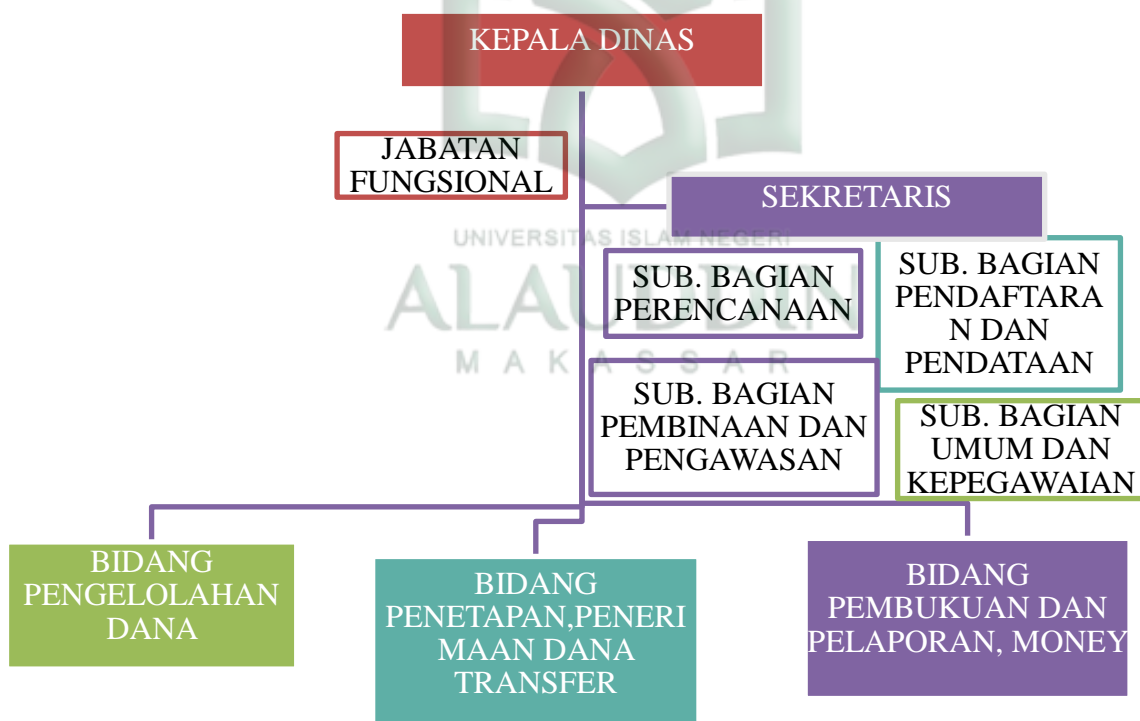 KEPALA DINAS
JABATAN
FUNGSIONAL
SEKRETARIS
UNIVERSITAS ISLAM NEGERI
ALAUDDIN
MAKASSAR
SUB. BAGIAN
PERENCANAAN
SUB. BAGIAN
PENDAFTARA
N DAN
PENDATAAN
SUB. BAGIAN
PEMBINAAN DAN
PENGAWASAN
SUB. BAGIAN
UMUM DAN
KEPEGAWAIAN
BIDANG
PENGELOLAHAN
DANA
BIDANG
PENETAPAN,PENERI
MAAN DANA
TRANSFER
BIDANG
PEMBUKUAN DAN
PELAPORAN, MONEY